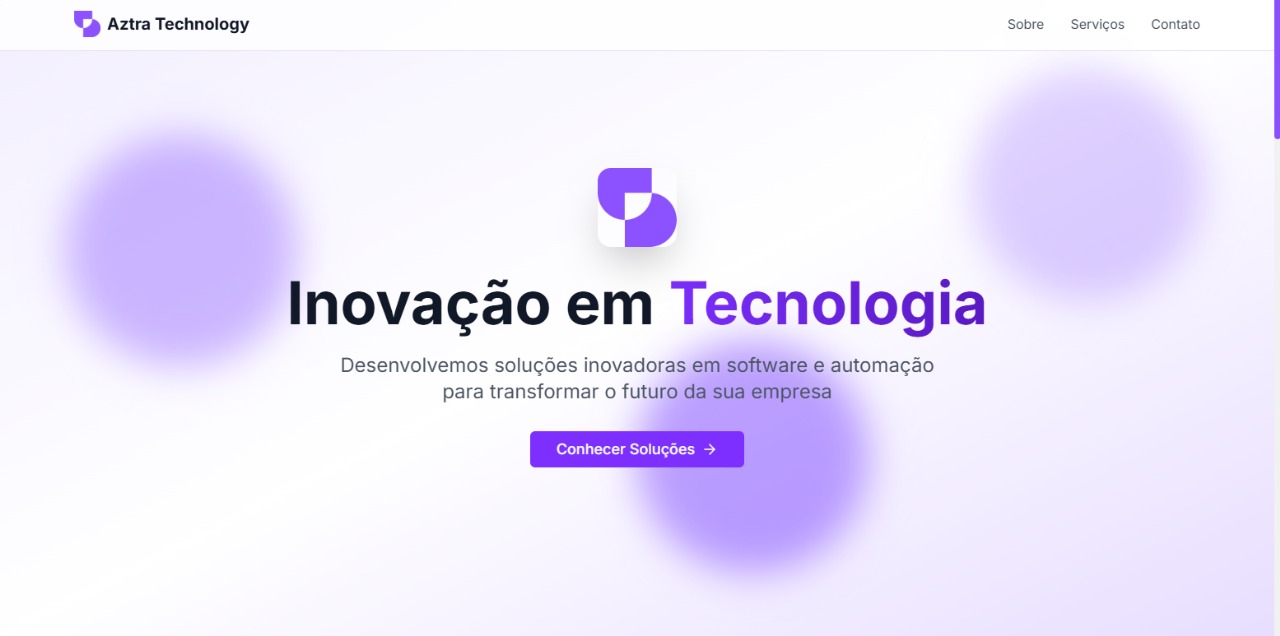 Aztra Technology
Sobre
Serviços
Contato
Inovação em Tecnologia
Desenvolvemos soluções inovadoras em software e automação
para transformar o futuro da sua empresa
Conhecer Soluções →